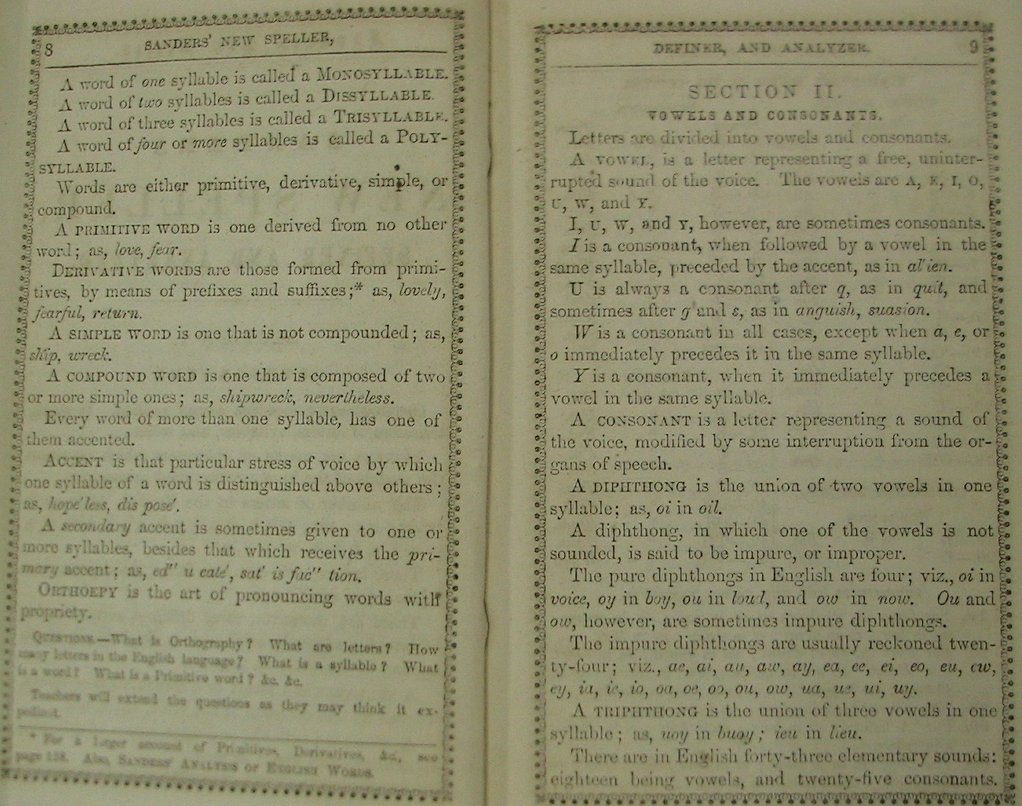 8 SANDERS' NEW SPELLER,
A word of one syllable is called a MONOSYLLABLE.
A word of two syllables is called a DISSYLLABLE.
A word of three syllables is called a TRISYLLABLE.
A word of four or more syllables is called a POLY-
SYLLABLE.
Words are either primitive, derivative, simple, or
compound.
A PRIMITIVE WORD is one derived from no other
word; as, love, fear.
DERIVATIVE WORDS are those formed from primi-
tives, by means of prefixes and suffixes;* as, lovely,
fearful, return.
A SIMPLE WORD is one that is not compounded; as,
ship, wreck.
A COMPOUND WORD is one that is composed of two
or more simple ones; as, shipwreck, nevertheless.
Every word of more than one syllable, has one of
them accented.
ACCENT is that particular stress of voice by which
one syllable of a word is distinguished above others;
as, hope'less, dis pose'.
A secondary accent is sometimes given to one or
more syllables, besides that which receives the pri-
mary accent; as, ed" u cate', sat' is fac" tion.
ORTHOEPY is the art of pronouncing words with
propriety.
QUESTIONS.—What is Orthography? What are letters? How
many letters in the English language? What is a syllable? What
is a word? What is a Primitive word? &c. &c.
Teachers will extend the questions as they may think it ex-
pedient.
* For a larger account of Primitives, Derivatives, &c., see
page 158. Also, SANDERS' ANALYSIS OF ENGLISH WORDS.
DEFINER, AND ANALYZER. 9
SECTION II.
VOWELS AND CONSONANTS.
Letters are divided into vowels and consonants.
A VOWEL, is a letter representing a free, uninter-
rupted sound of the voice. The vowels are A, E, I, O,
U, W, and Y.
I, U, W, and Y, however, are sometimes consonants.
I is a consonant, when followed by a vowel in the
same syllable, preceded by the accent, as in al'ien.
U is always a consonant after q, as in quit, and
sometimes after g and s, as in anguish, suasion.
W is a consonant in all cases, except when a, e, or
o immediately precedes it in the same syllable.
Y is a consonant, when it immediately precedes a
vowel in the same syllable.
A CONSONANT is a letter representing a sound of
the voice, modified by some interruption from the or-
gans of speech.
A DIPHTHONG is the union of two vowels in one
syllable; as, oi in oil.
A diphthong, in which one of the vowels is not
sounded, is said to be impure, or improper.
The pure diphthongs in English are four; viz., oi in
voice, oy in boy, ou in loud, and ow in now. Ou and
ow, however, are sometimes impure diphthongs.
The impure diphthongs are usually reckoned twen-
ty-four; viz., ae, ai, au, aw, ay, ea, ee, ei, eo, eu, ew,
ey, ia, ie, io, oa, oe, oo, ou, ow, ua, ue, ui, uy.
A TRIPHTHONG is the union of three vowels in one
syllable; as, uoy in buoy; ieu in lieu.
There are in English forty-three elementary sounds:
eighteen being vowels, and twenty-five consonants.